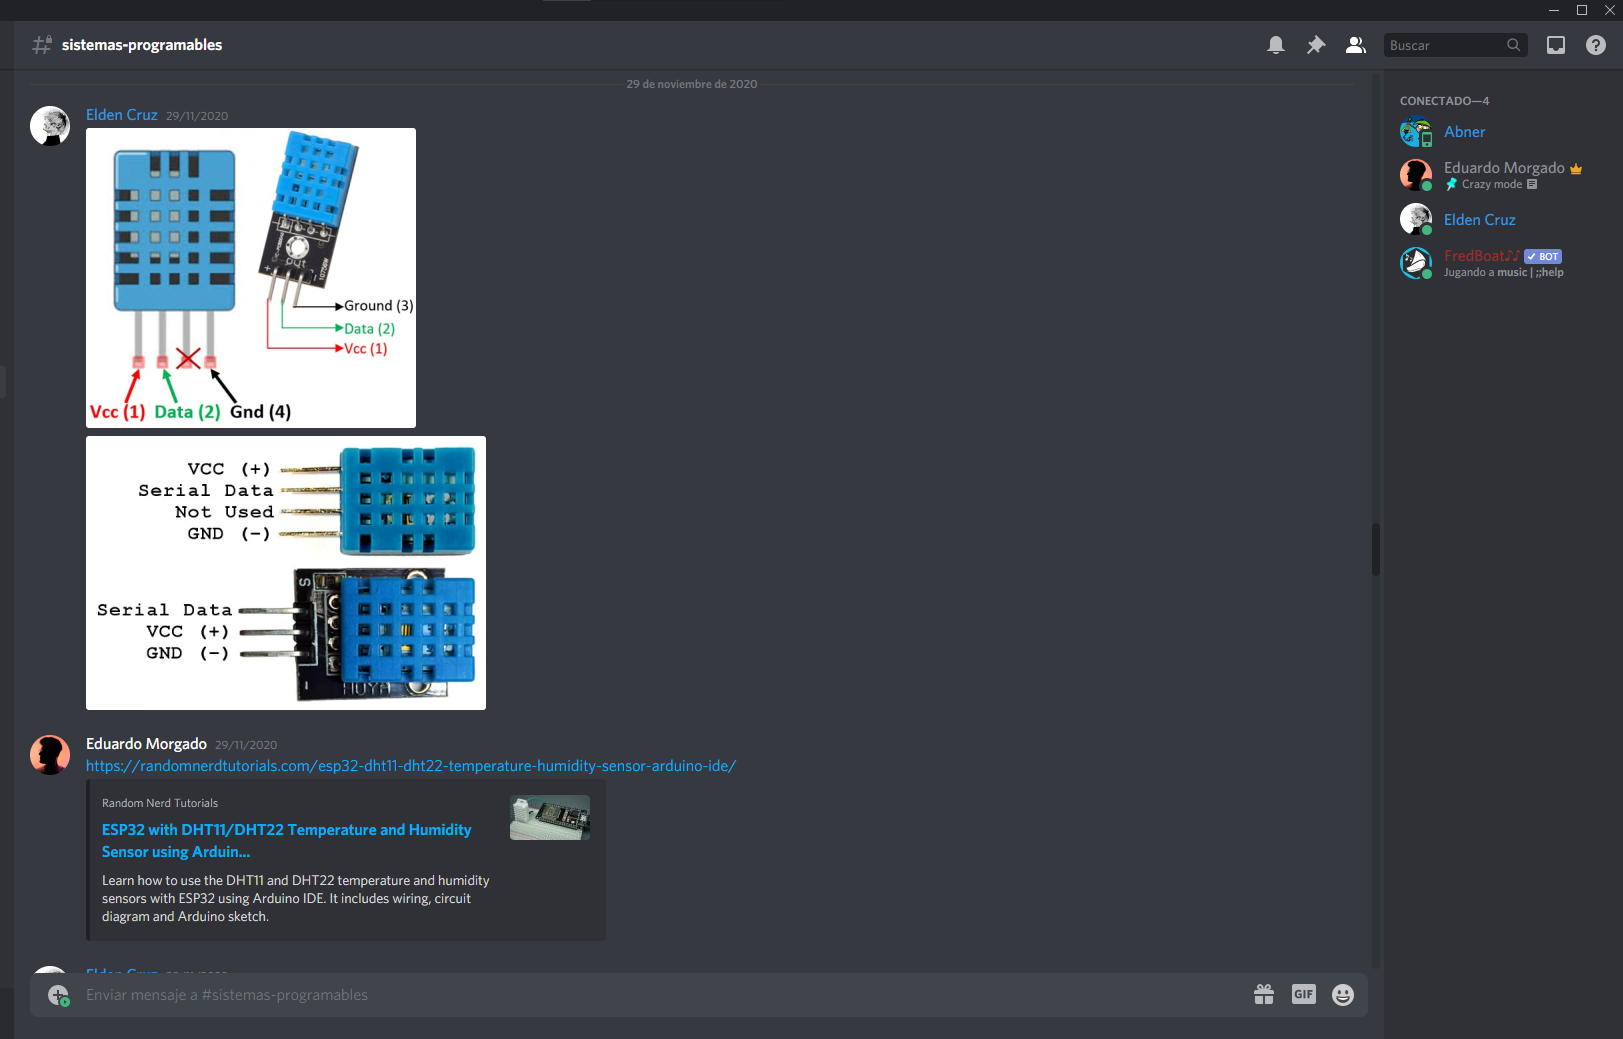 sistemas-programables
Buscar
29 de noviembre de 2020
Elden Cruz 29/11/2020
+ out -
Ground (3)
Data (2)
Vcc (1)
Vcc (1) Data (2) Gnd (4)
VCC (+)
Serial Data
Not Used
GND (-)
S
Serial Data
VCC (+)
GND (-)
-
HUYA
Eduardo Morgado 29/11/2020
https://randomnerdtutorials.com/esp32-dht11-dht22-temperature-humidity-sensor-arduino-ide/
Random Nerd Tutorials
ESP32 with DHT11/DHT22 Temperature and Humidity
Sensor using Arduin...
Learn how to use the DHT11 and DHT22 temperature and humidity
sensors with ESP32 using Arduino IDE. It includes wiring, circuit
diagram and Arduino sketch.
Elden Cruz
Enviar mensaje a #sistemas-programables
GIF
CONECTADO—4
Abner
Eduardo Morgado
Crazy mode
Elden Cruz
FredBoat♪♪ ✓ BOT
Jugando a music | ;;help